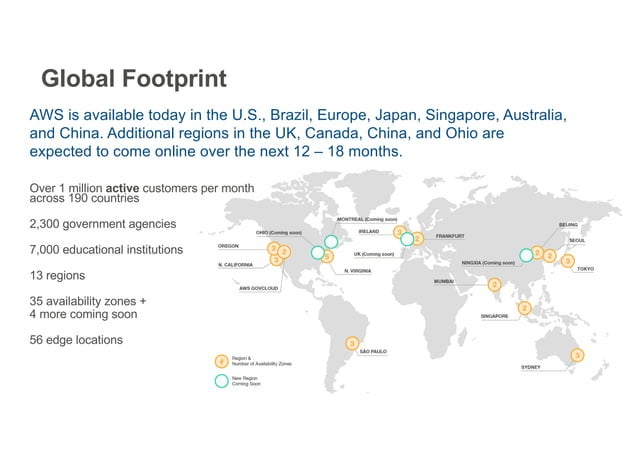 Global Footprint
AWS is available today in the U.S., Brazil, Europe, Japan, Singapore, Australia,
and China. Additional regions in the UK, Canada, China, and Ohio are
expected to come online over the next 12 – 18 months.
Over 1 million active customers per month
across 190 countries
2,300 government agencies
7,000 educational institutions
13 regions
35 availability zones +
4 more coming soon
56 edge locations
MONTREAL (Coming soon)
OHIO (Coming soon)
IRELAND
FRANKFURT
BEIJING
SEOUL
OREGON
UK (Coming soon)
NINGXIA (Coming soon)
N. CALIFORNIA
N. VIRGINIA
TOKYO
AWS GOVCLOUD
MUMBAI
SINGAPORE
SÃO PAULO
SYDNEY
3
2
3
5
3
2
2
2
3
2
2
3
3
# Region &
Number of Availability Zones
New Region
Coming Soon